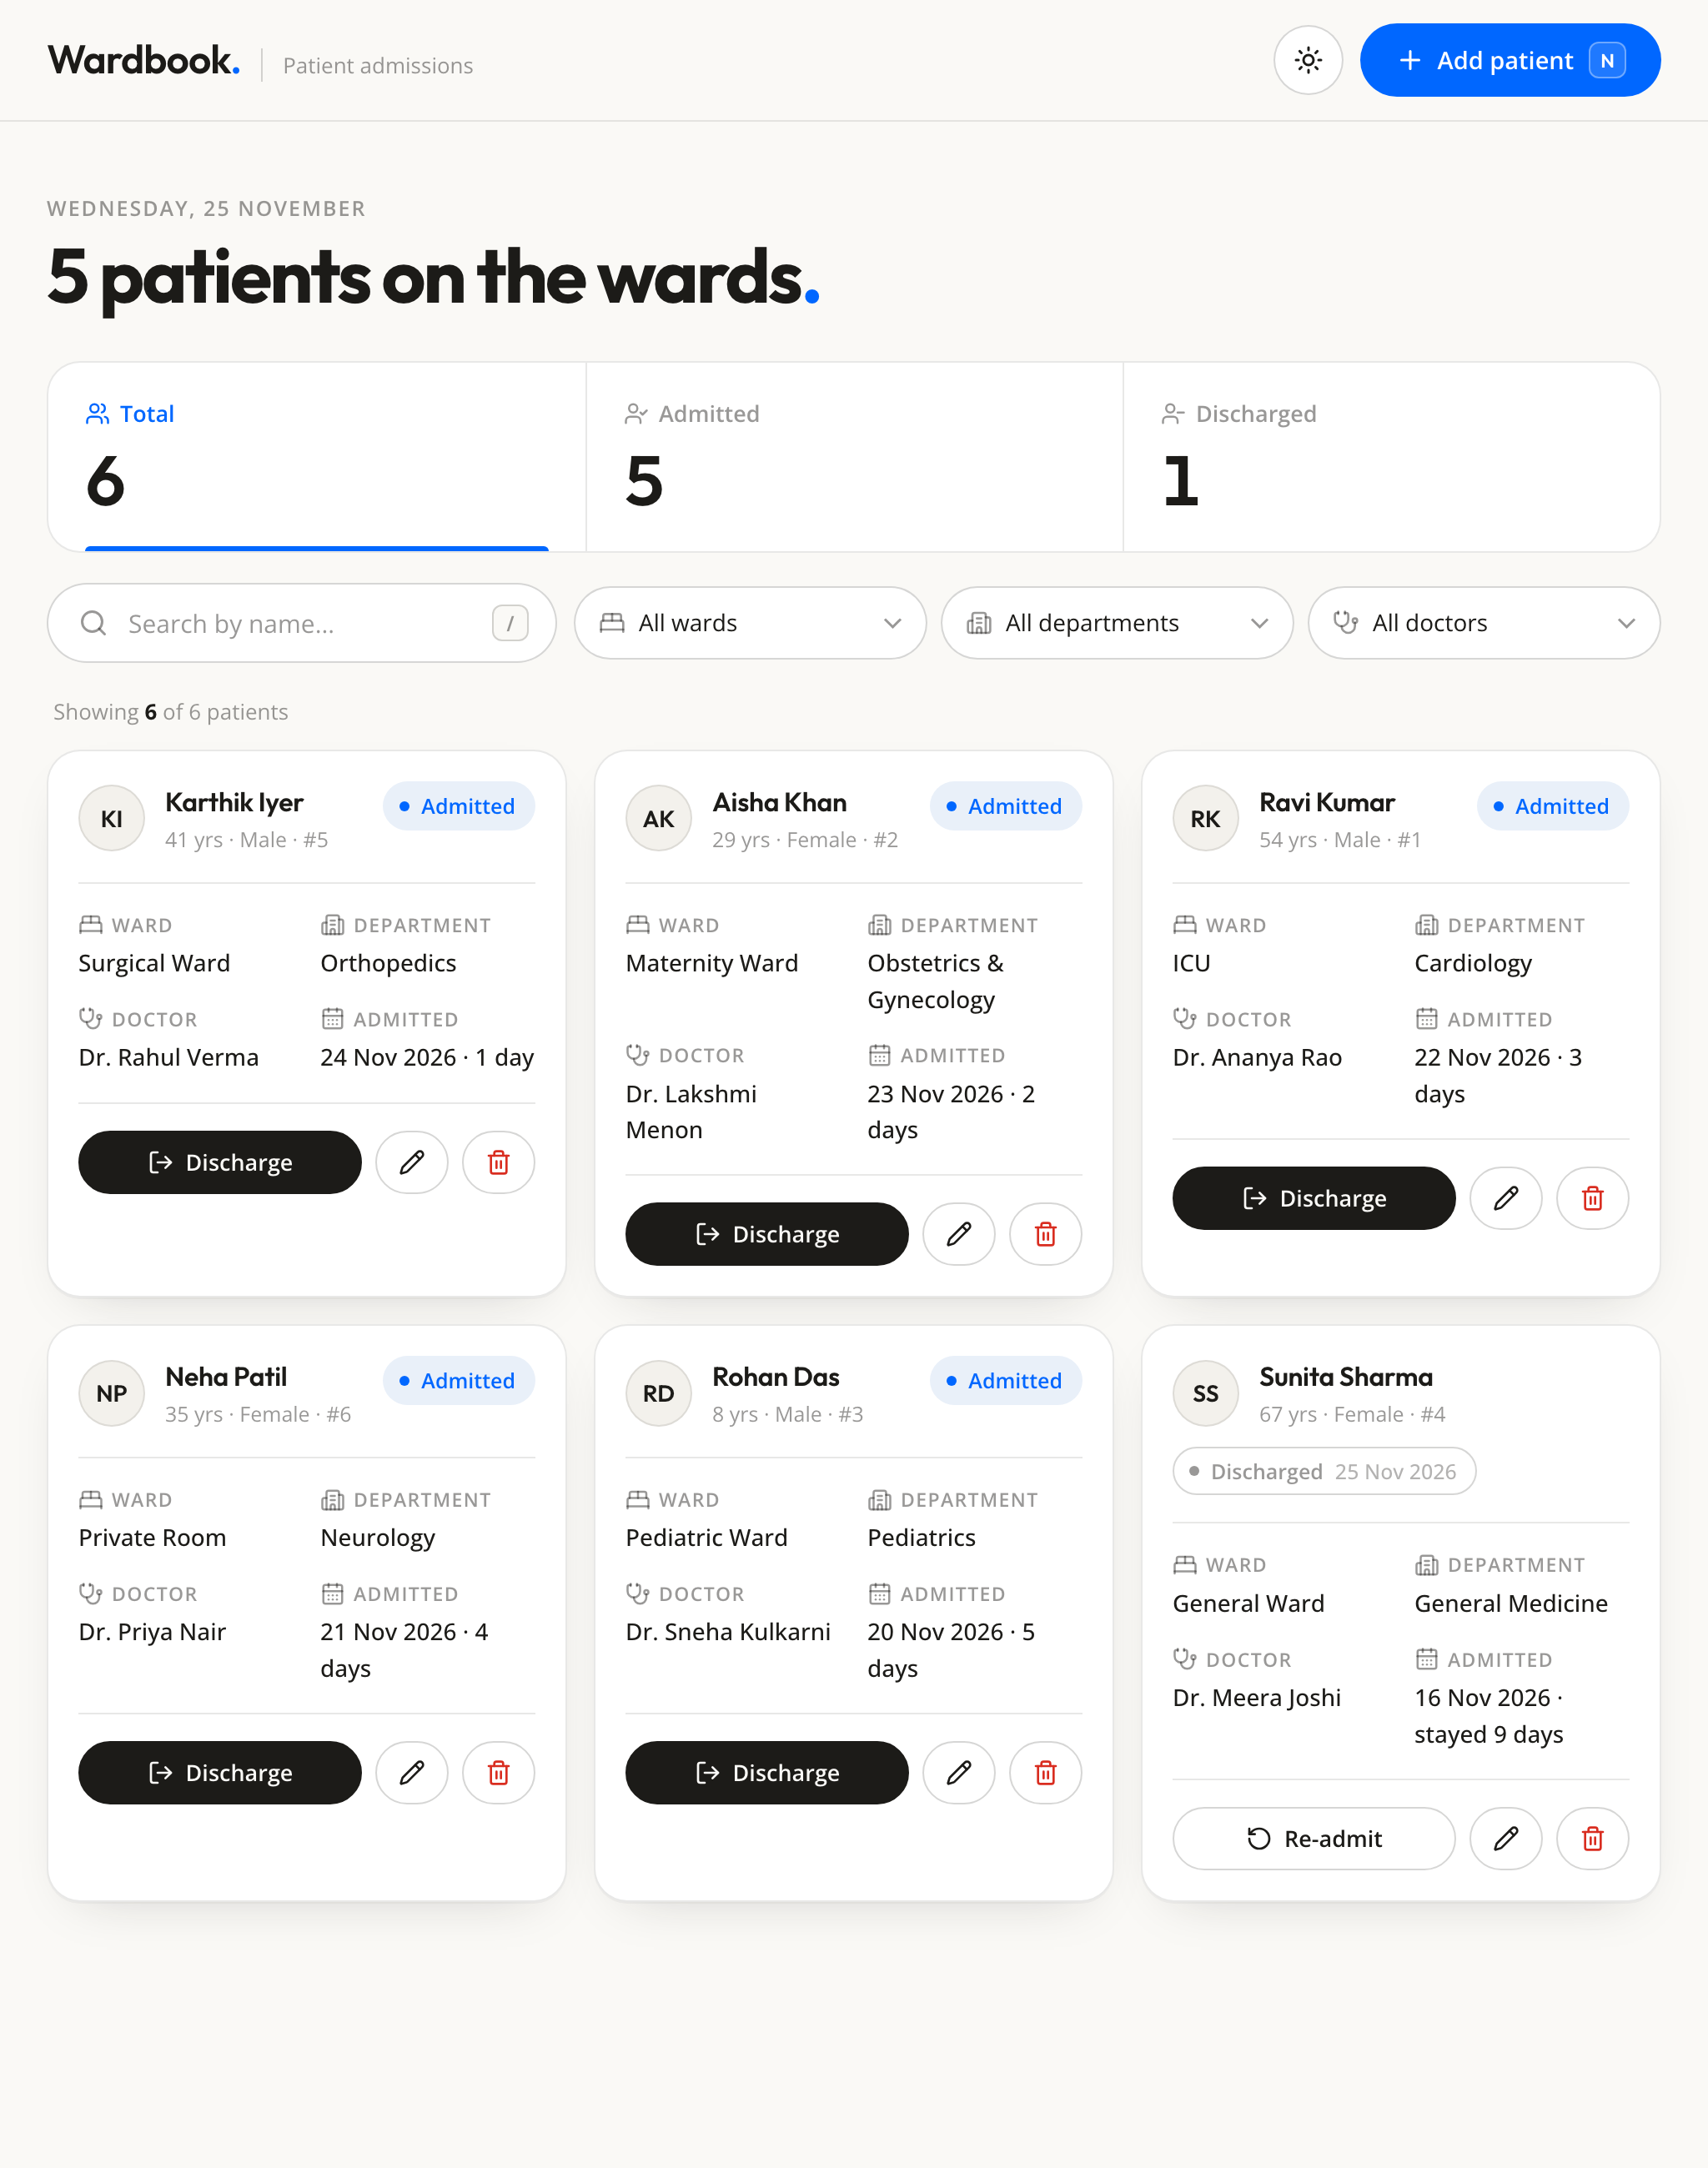 Wardbook.
Patient admissions
Add patient N
WEDNESDAY, 25 NOVEMBER
5 patients on the wards.
Total
6
Admitted
5
Discharged
1
Search by name...
/
All wards
All departments
All doctors
Showing 6 of 6 patients
KI
Karthik Iyer
41 yrs · Male · #5
Admitted
WARD
Surgical Ward
DEPARTMENT
Orthopedics
DOCTOR
Dr. Rahul Verma
ADMITTED
24 Nov 2026 · 1 day
Discharge
AK
Aisha Khan
29 yrs · Female · #2
Admitted
WARD
Maternity Ward
DEPARTMENT
Obstetrics &
Gynecology
DOCTOR
Dr. Lakshmi
Menon
ADMITTED
23 Nov 2026 · 2
days
Discharge
RK
Ravi Kumar
54 yrs · Male · #1
Admitted
WARD
ICU
DEPARTMENT
Cardiology
DOCTOR
Dr. Ananya Rao
ADMITTED
22 Nov 2026 · 3
days
Discharge
NP
Neha Patil
35 yrs · Female · #6
Admitted
WARD
Private Room
DEPARTMENT
Neurology
DOCTOR
Dr. Priya Nair
ADMITTED
21 Nov 2026 · 4
days
Discharge
RD
Rohan Das
8 yrs · Male · #3
Admitted
WARD
Pediatric Ward
DEPARTMENT
Pediatrics
DOCTOR
Dr. Sneha Kulkarni
ADMITTED
20 Nov 2026 · 5
days
Discharge
SS
Sunita Sharma
67 yrs · Female · #4
Discharged 25 Nov 2026
WARD
General Ward
DEPARTMENT
General Medicine
DOCTOR
Dr. Meera Joshi
ADMITTED
16 Nov 2026 ·
stayed 9 days
Re-admit